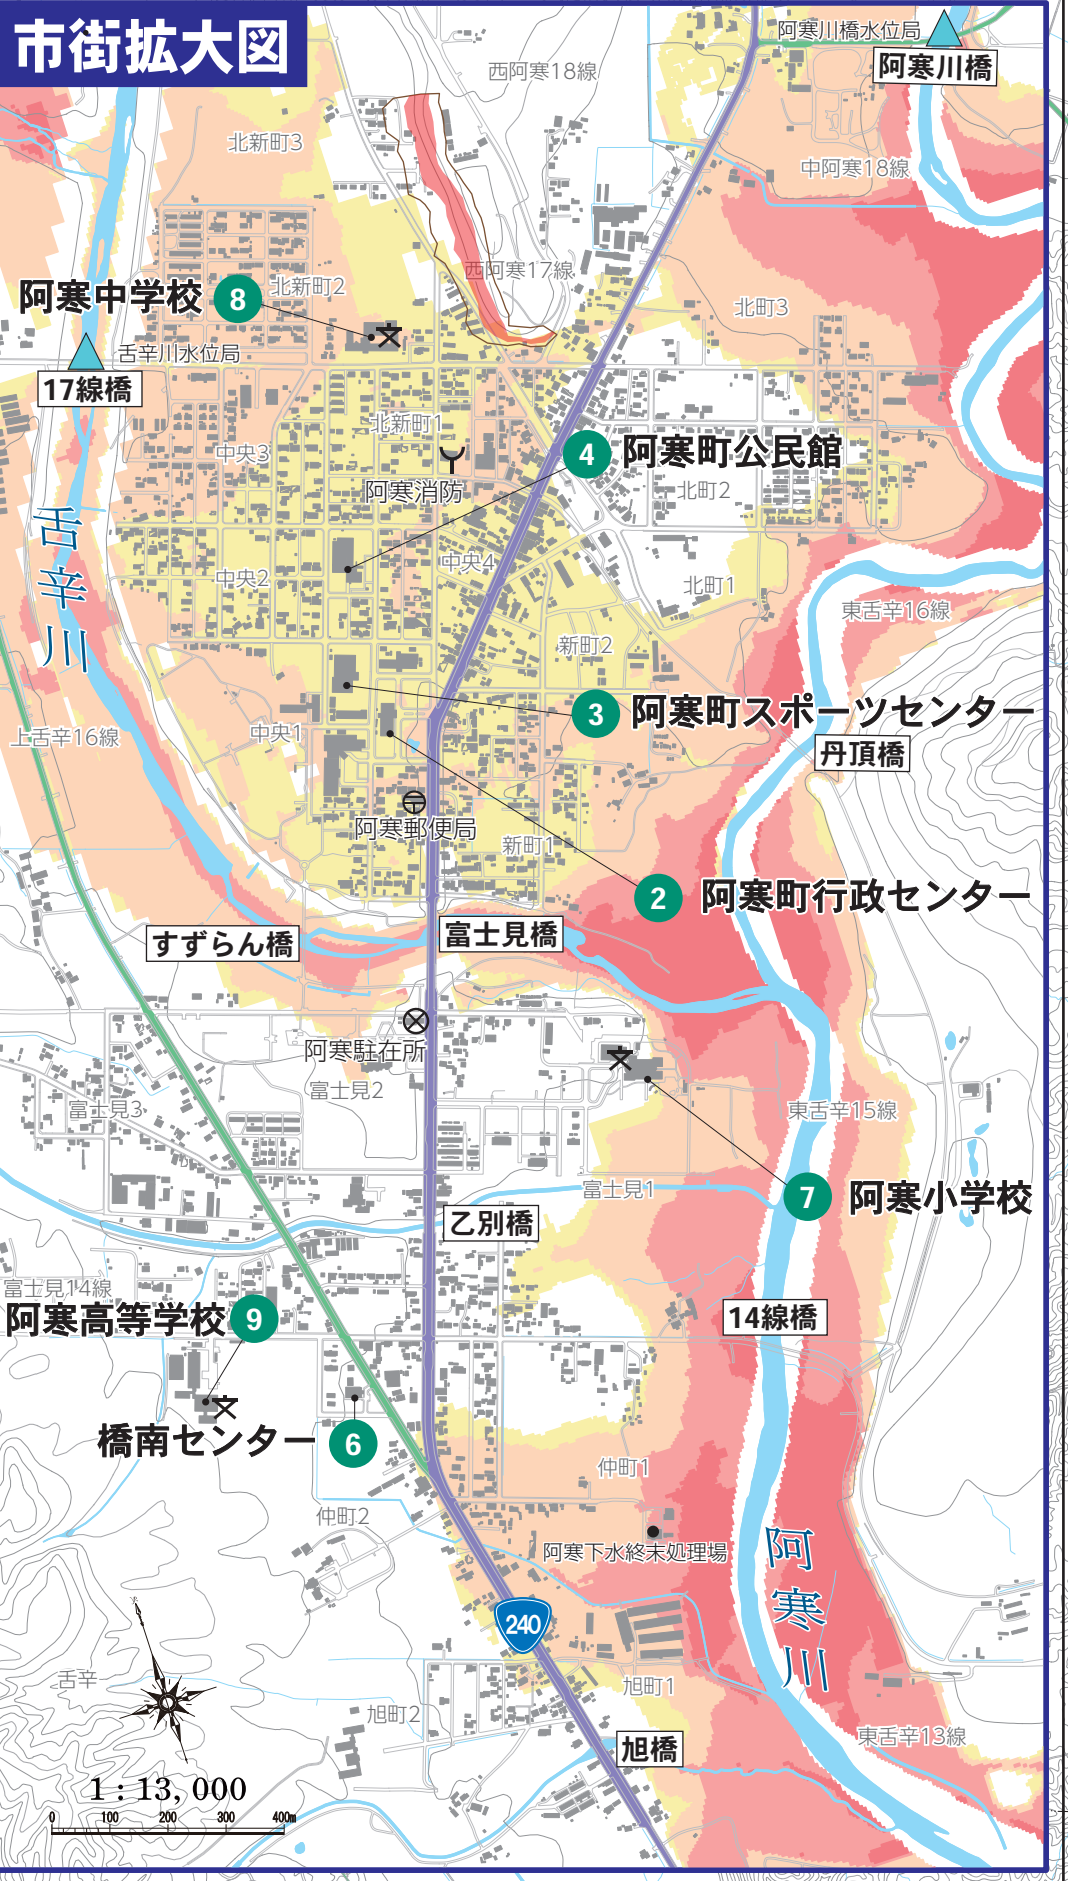 市街拡大図
阿寒川橋水位局
阿寒川橋
西阿寒18線
北新町3
中阿寒18線
西阿寒17線
北新町2
阿寒中学校
8
北町3
舌辛川水位局
17線橋
北新町1
中央3
4
阿寒町公民館
阿寒消防
北町2
舌辛川
中央4
中央2
北町1
東舌辛16線
新町2
3
阿寒町スポーツセンター
中央1
上舌辛16線
丹頂橋
阿寒郵便局
新町1
2
阿寒町行政センター
すずらん橋
富士見橋
阿寒駐在所
富士見2
富士見3
東舌辛15線
富士見1
7
阿寒小学校
乙別橋
富士見14線
阿寒高等学校
9
14線橋
橋南センター
6
仲町1
仲町2
阿寒下水終末処理場
阿寒川
240
舌辛
旭町1
旭町2
東舌辛13線
旭橋
1:13,000
0 100 200 300 400m